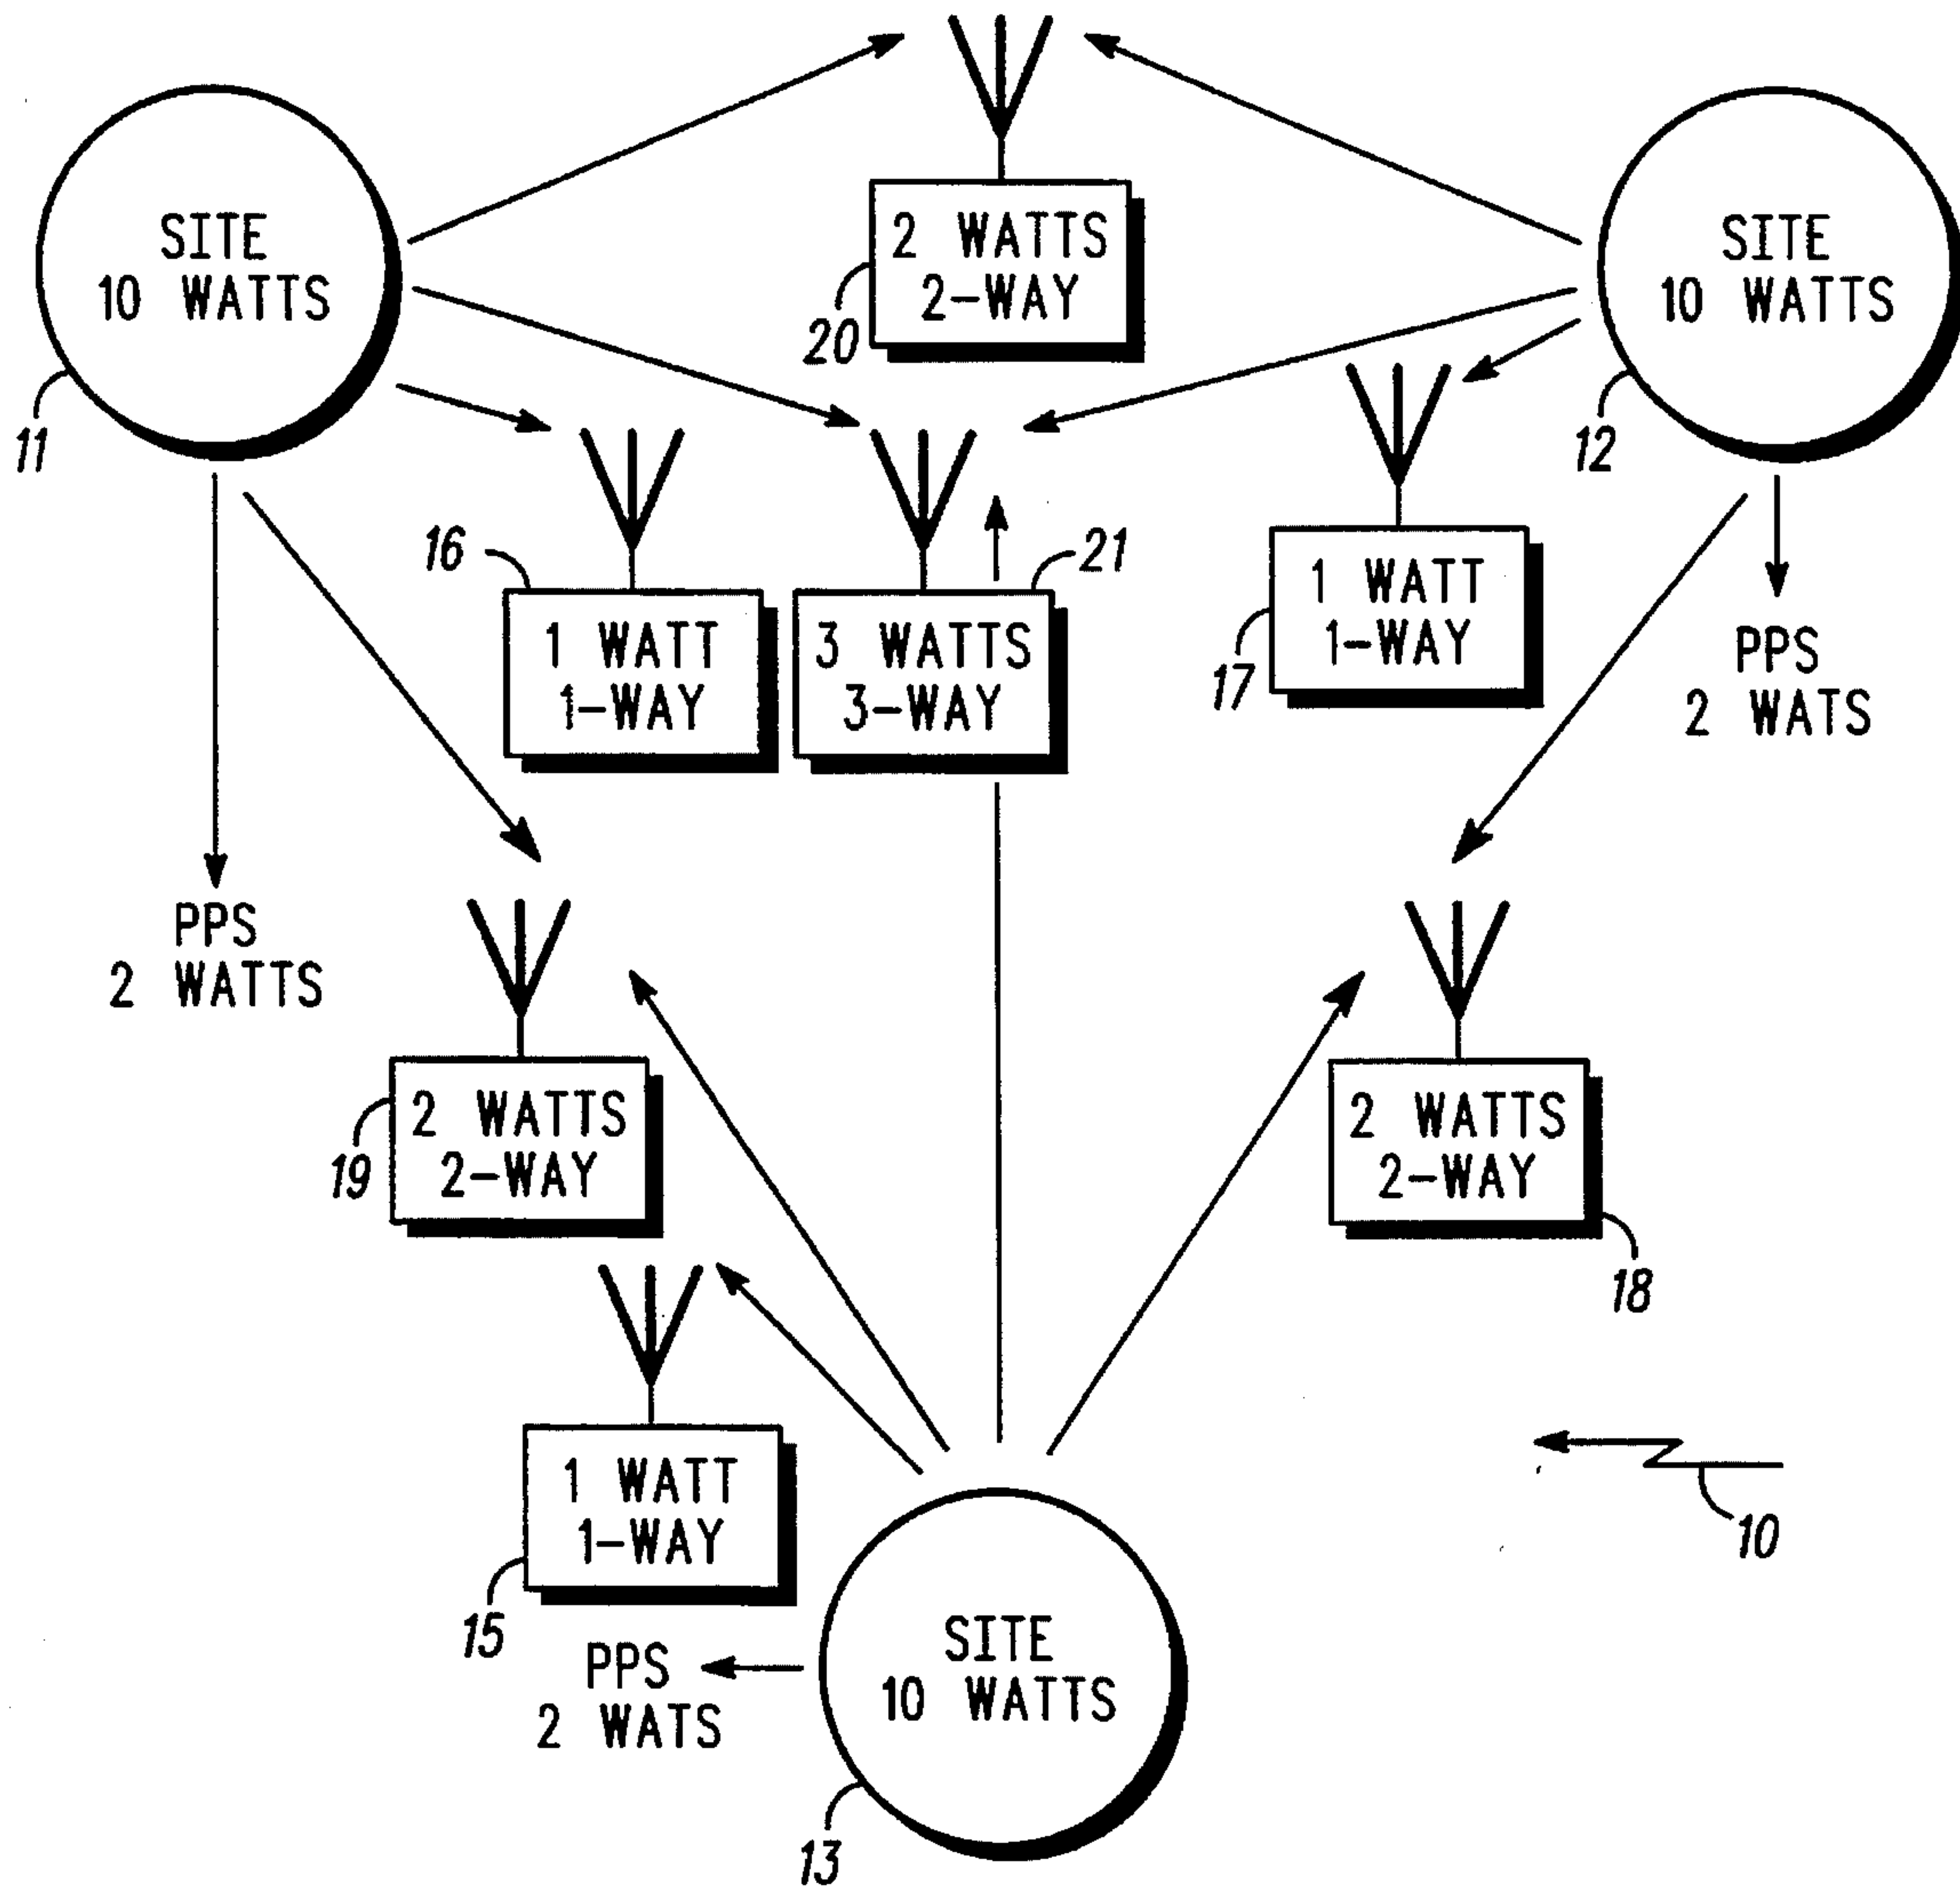 SITE
10 WATTS
11
2 WATTS
2-WAY
20
SITE
10 WATTS
12
16
1 WATT
1-WAY
21
3 WATTS
3-WAY
1 WATT
1-WAY
17
PPS
2 WATS
PPS
2 WATTS
2 WATTS
2-WAY
19
2 WATTS
2-WAY
18
1 WATT
1-WAY
15
PPS
2 WATS
SITE
10 WATTS
13
10